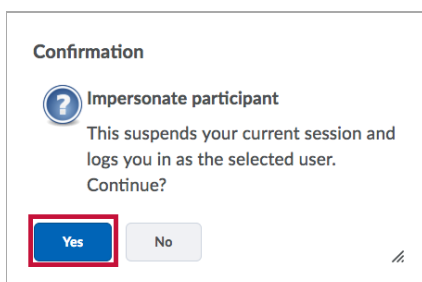 Confirmation
Impersonate participant
This suspends your current session and
logs you in as the selected user.
Continue?
Yes
No